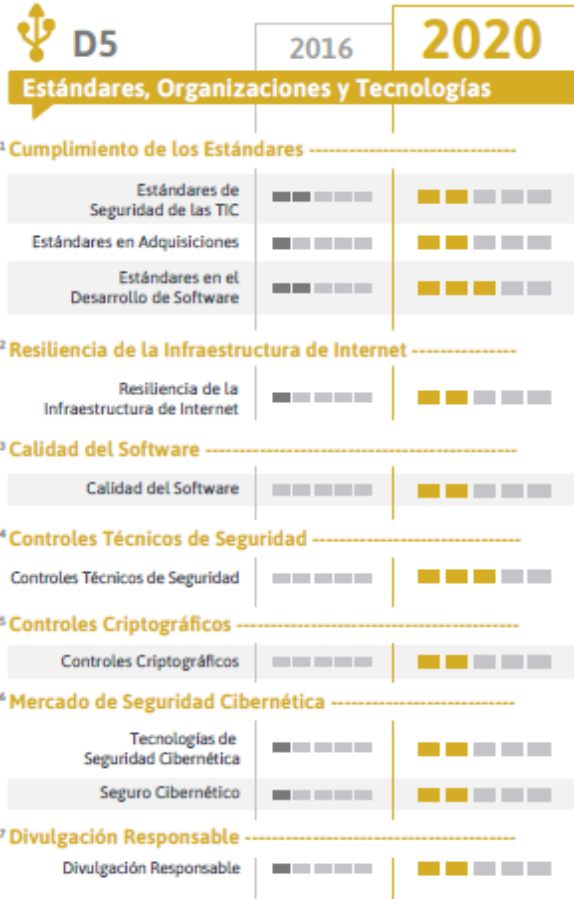 D5
2016
2020
Estándares, Organizaciones y Tecnologías
1 Cumplimiento de los Estándares
Estándares de
Seguridad de las TIC
Estándares en Adquisiciones
Estándares en el
Desarrollo de Software
2 Resiliencia de la Infraestructura de Internet
Resiliencia de la
Infraestructura de Internet
3 Calidad del Software
Calidad del Software
4 Controles Técnicos de Seguridad
Controles Técnicos de Seguridad
5 Controles Criptográficos
Controles Criptográficos
6 Mercado de Seguridad Cibernética
Tecnologías de
Seguridad Cibernética
Seguro Cibernético
7 Divulgación Responsable
Divulgación Responsable